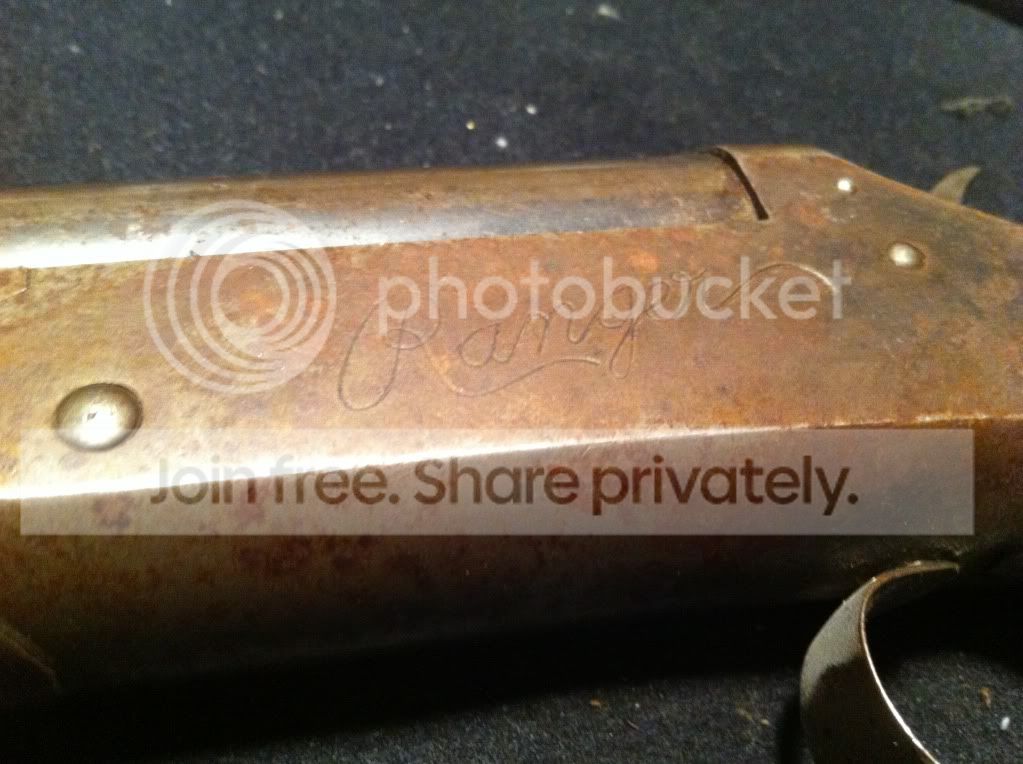 photobucket
Ranger
Join free. Share privately.